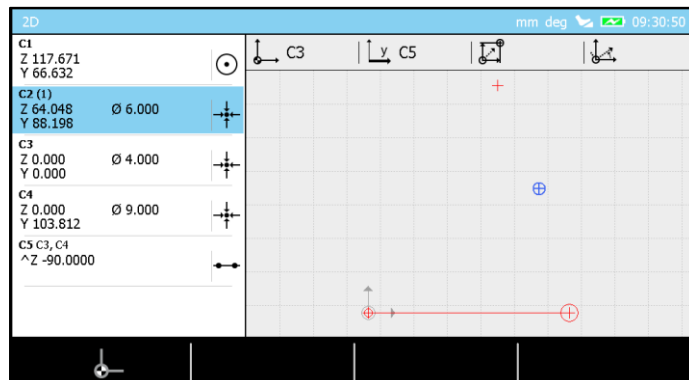 2D
mm deg 09:30:50
C1
Z 117.671
Y 66.632
C2 (1)
Z 64.048 Ø 6.000
Y 88.198
C3
Z 0.000 Ø 4.000
Y 0.000
C4
Z 0.000 Ø 9.000
Y 103.812
C5 C3, C4
^Z -90.0000
C3
y C5